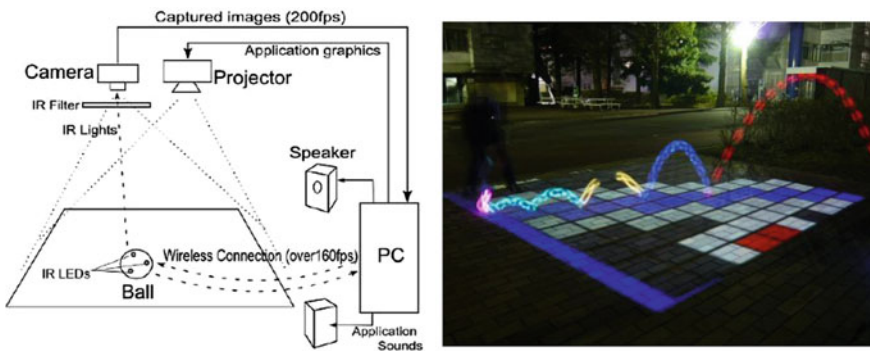 Captured images (200fps)
Application graphics
Camera
Projector
IR Filter
IR Lights
Speaker
Wireless Connection (over160fps)
PC
IR LEDs
Ball
Application
Sounds